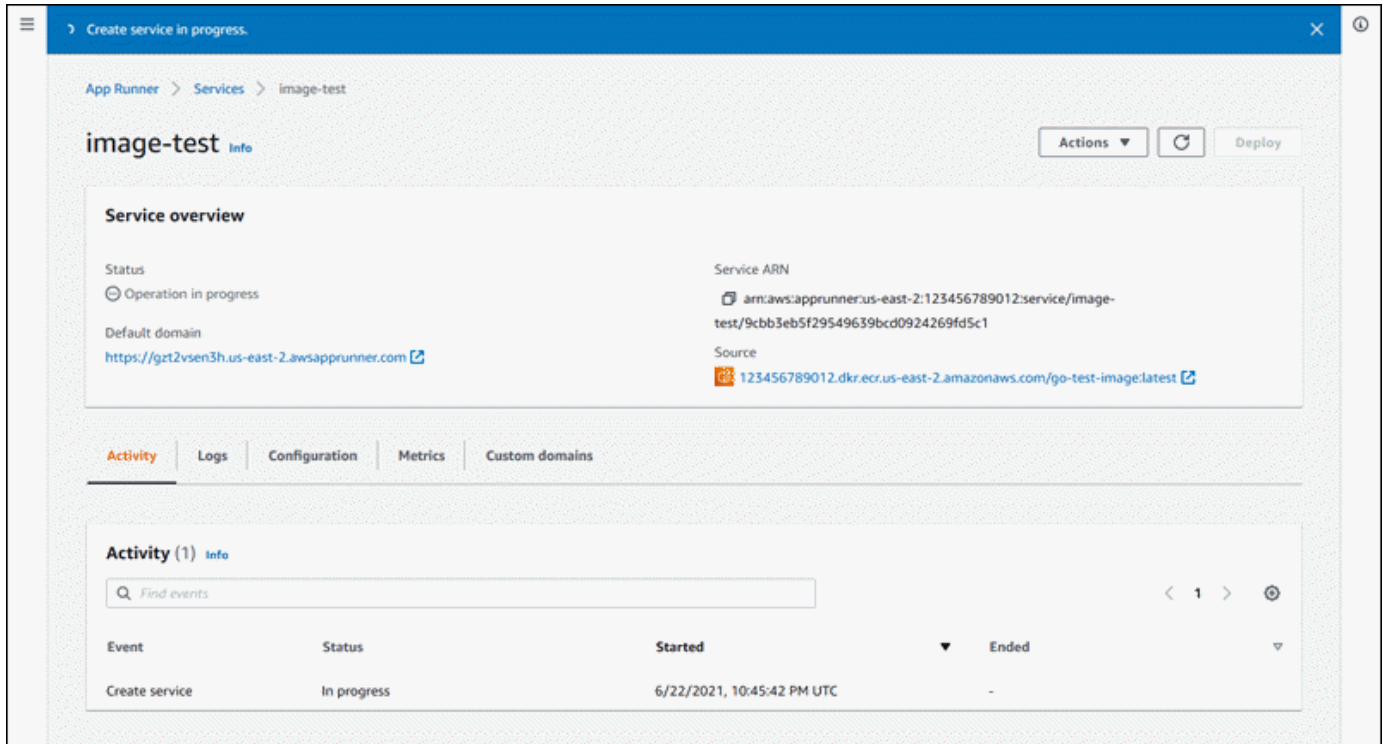 Create service in progress.
App Runner > Services > image-test
image-test Info
Actions
Deploy
Service overview
Status
Operation in progress
Default domain
https://gzt2vsen3h.us-east-2.awsapprunner.com
Service ARN
arn:aws:apprunner:us-east-2:123456789012:service/image-
test/9cbb3eb5f29549639bcd0924269fd5c1
Source
123456789012.dkr.ecr.us-east-2.amazonaws.com/go-test-image:latest
Activity Logs Configuration Metrics Custom domains
Activity (1) Info
Find events
< 1 >
Event Status Started Ended
Create service In progress 6/22/2021, 10:45:42 PM UTC -